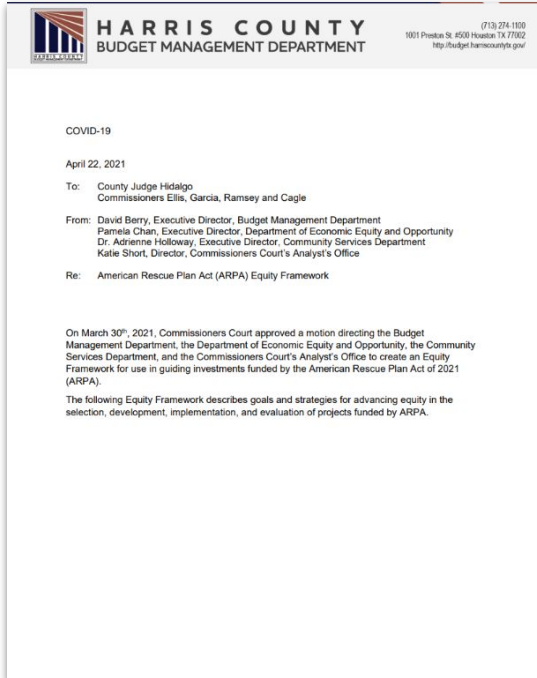 HARRIS COUNTY
BUDGET MANAGEMENT DEPARTMENT
(713) 274-1100
1001 Preston St. #500 Houston TX 77002
http://budget.harriscountytx.gov/
COVID-19
April 22, 2021
To: County Judge Hidalgo
Commissioners Ellis, Garcia, Ramsey and Cagle
From: David Berry, Executive Director, Budget Management Department
Pamela Chan, Executive Director, Department of Economic Equity and Opportunity
Dr. Adrienne Holloway, Executive Director, Community Services Department
Katie Short, Director, Commissioners Court's Analyst's Office
Re: American Rescue Plan Act (ARPA) Equity Framework
On March 30th, 2021, Commissioners Court approved a motion directing the Budget
Management Department, the Department of Economic Equity and Opportunity, the Community
Services Department, and the Commissioners Court's Analyst's Office to create an Equity
Framework for use in guiding investments funded by the American Rescue Plan Act of 2021
(ARPA).
The following Equity Framework describes goals and strategies for advancing equity in the
selection, development, implementation, and evaluation of projects funded by ARPA.